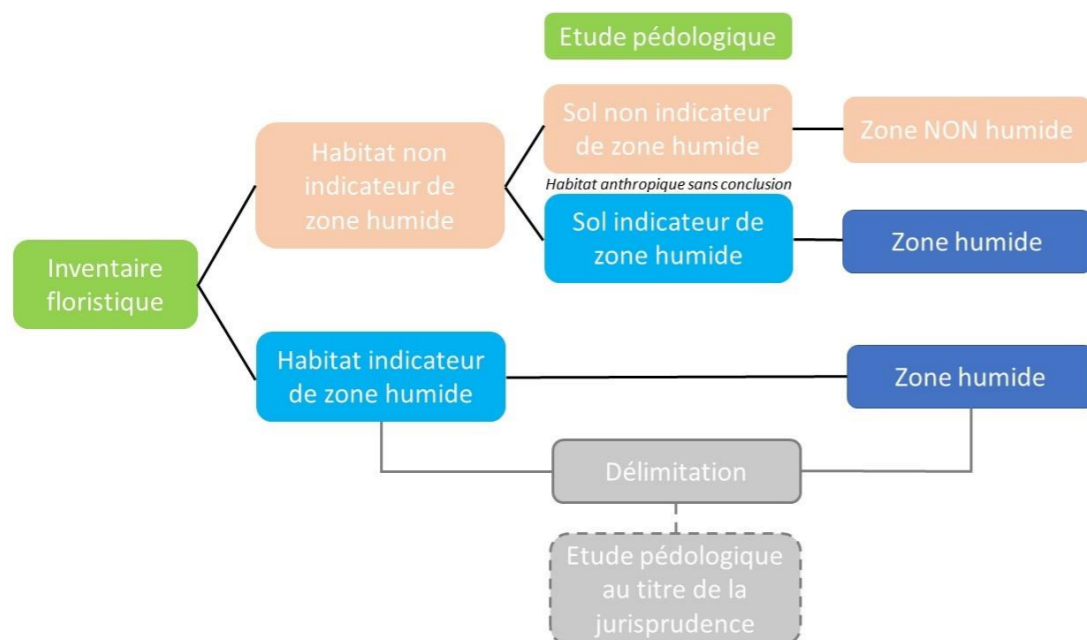 Etude pédologique
Sol non indicateur
de zone humide
Zone NON humide
Habitat non
indicateur de
zone humide
Habitat anthropique sans conclusion
Sol indicateur de
zone humide
Zone humide
Inventaire
floristique
Habitat indicateur
de zone humide
Zone humide
Délimitation
Etude pédologique
au titre de la
jurisprudence